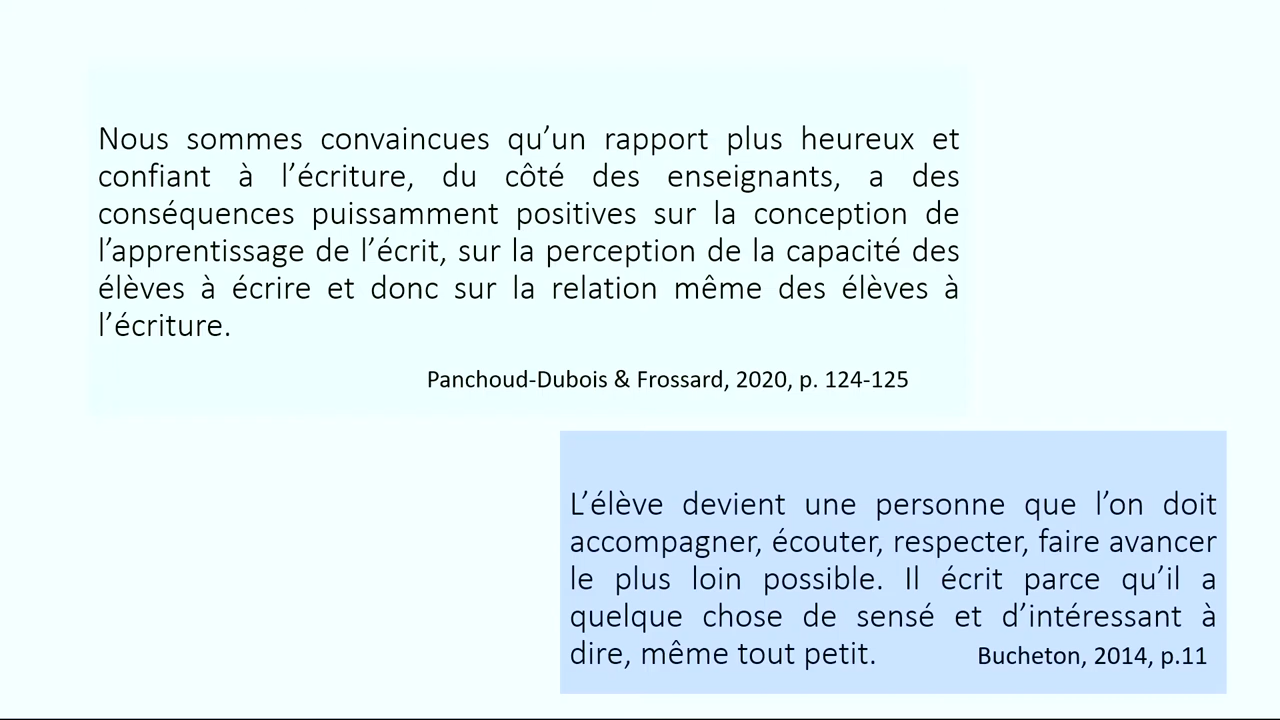 Nous sommes convaincues qu’un rapport plus heureux et
confiant à l’écriture, du côté des enseignants, a des
conséquences puissamment positives sur la conception de
l’apprentissage de l’écrit, sur la perception de la capacité des
élèves à écrire et donc sur la relation même des élèves à
l’écriture.
Panchoud-Dubois & Frossard, 2020, p. 124-125
L’élève devient une personne que l’on doit
accompagner, écouter, respecter, faire avancer
le plus loin possible. Il écrit parce qu’il a
quelque chose de sensé et d’intéressant à
dire, même tout petit. Bucheton, 2014, p.11